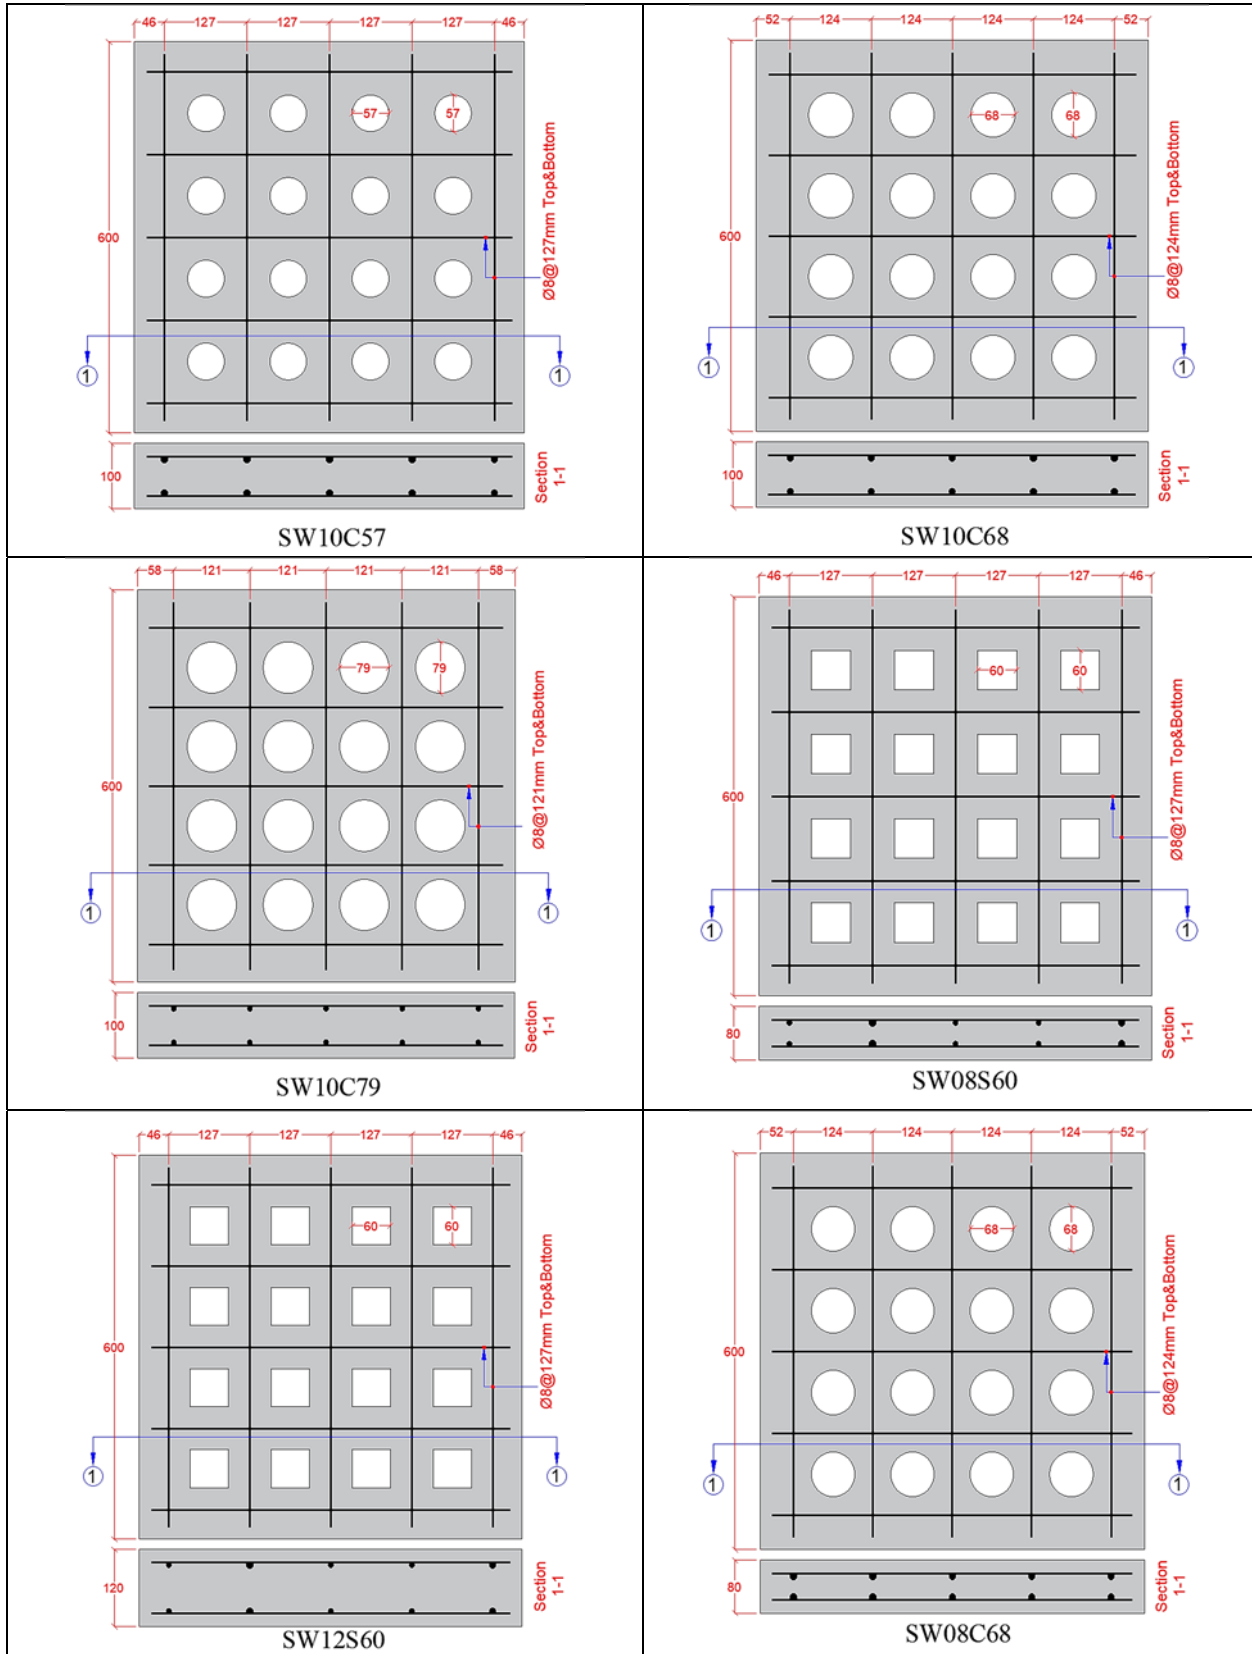 46 127 127 127 127 46
57 57
600
Ø8@127mm Top&Bottom
1 1
100
Section
1-1
SW10C57
52 124 124 124 124 52
68 68
600
Ø8@124mm Top&Bottom
1 1
100
Section
1-1
SW10C68
58 121 121 121 121 58
79 79
600
Ø8@121mm Top&Bottom
1 1
100
Section
1-1
SW10C79
46 127 127 127 127 46
60 60
600
Ø8@127mm Top&Bottom
1 1
80
Section
1-1
SW08S60
46 127 127 127 127 46
60 60
600
Ø8@127mm Top&Bottom
1 1
120
Section
1-1
SW12S60
52 124 124 124 124 52
68 68
600
Ø8@124mm Top&Bottom
1 1
80
Section
1-1
SW08C68